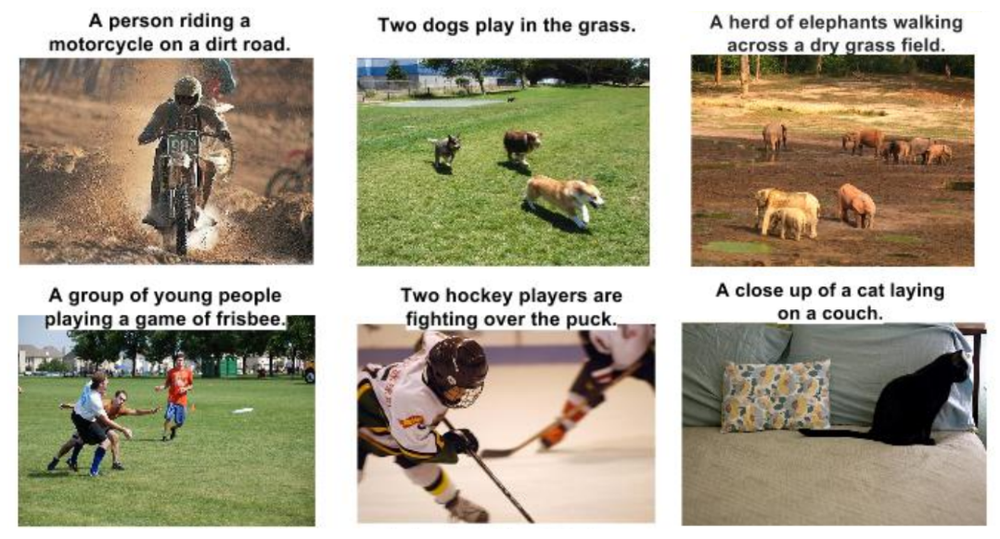 A person riding a
motorcycle on a dirt road.
Two dogs play in the grass.
A herd of elephants walking
across a dry grass field.
A group of young people
playing a game of frisbee.
Two hockey players are
fighting over the puck.
A close up of a cat laying
on a couch.